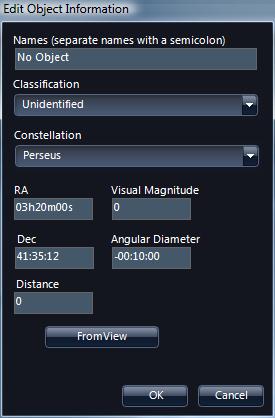 Edit Object Information
Names (separate names with a semicolon)
No Object
Classification
Unidentified
Constellation
Perseus
RA Visual Magnitude
03h20m00s 0
Dec Angular Diameter
41:35:12 -00:10:00
Distance
0
FromView
OK Cancel